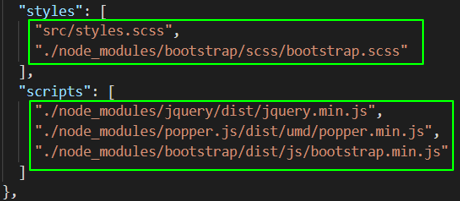 "styles": [
"src/styles.scss",
"./node_modules/bootstrap/scss/bootstrap.scss"
],
"scripts": [
"./node_modules/jquery/dist/jquery.min.js",
"./node_modules/popper.js/dist/umd/popper.min.js",
"./node_modules/bootstrap/dist/js/bootstrap.min.js"
]
},